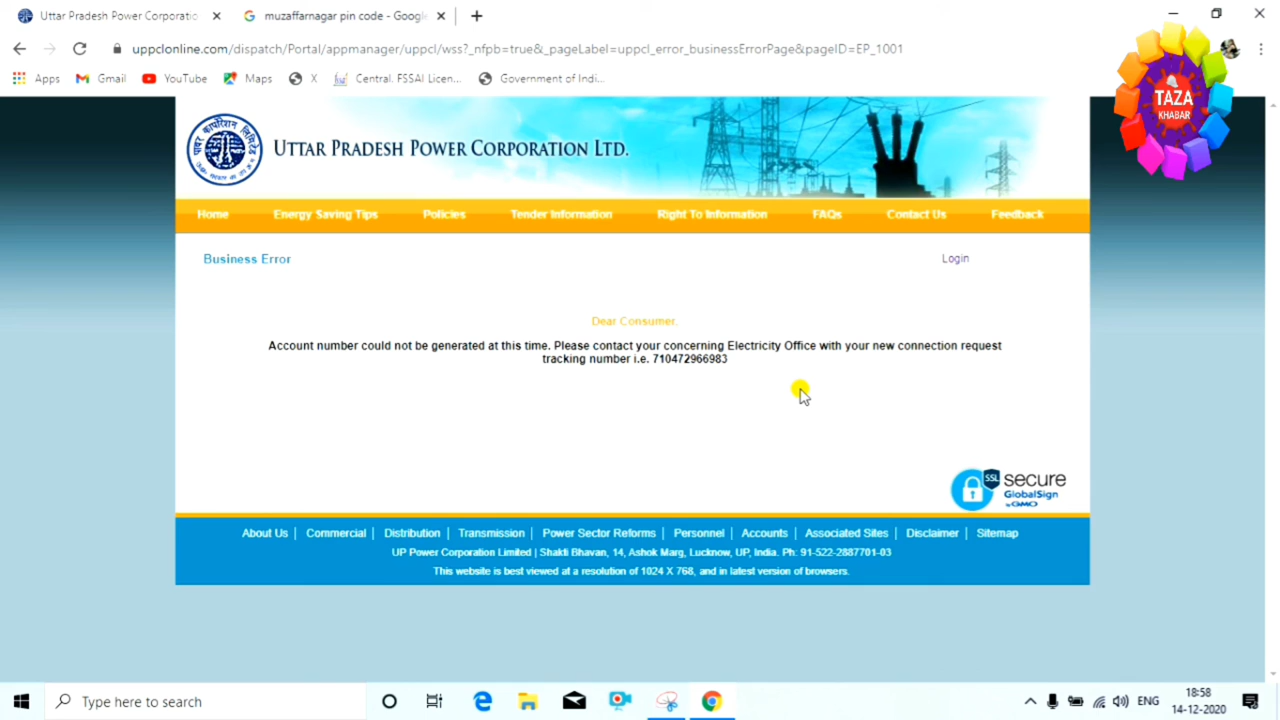 Uttar Pradesh Power Corporatio
muzaffarnagar pin code - Google
uppclonline.com/dispatch/Portal/appmanager/uppcl/wss?_nfpb=true&_pageLabel=uppcl_error_businessErrorPage&pageID=EP_1001
Apps Gmail YouTube Maps X Central. FSSAI Licen... Government of Indi...
TAZA
KHABAR
पावर कार्पोरेशन लिमिटेड
UTTAR PRADESH POWER CORPORATION LTD.
Home Energy Saving Tips Policies Tender Information Right To Information FAQs Contact Us Feedback
Business Error
Login
Dear Consumer,
Account number could not be generated at this time. Please contact your concerning Electricity Office with your new connection request
tracking number i.e. 710472966983
SSL
secure
GlobalSign
by GMO
About Us | Commercial | Distribution | Transmission | Power Sector Reforms | Personnel | Accounts | Associated Sites | Disclaimer | Sitemap
UP Power Corporation Limited | Shakti Bhavan, 14, Ashok Marg, Lucknow, UP, India. Ph: 91-522-2887701-03
This website is best viewed at a resolution of 1024 X 768, and in latest version of browsers.
Type here to search
ENG
18:58
14-12-2020